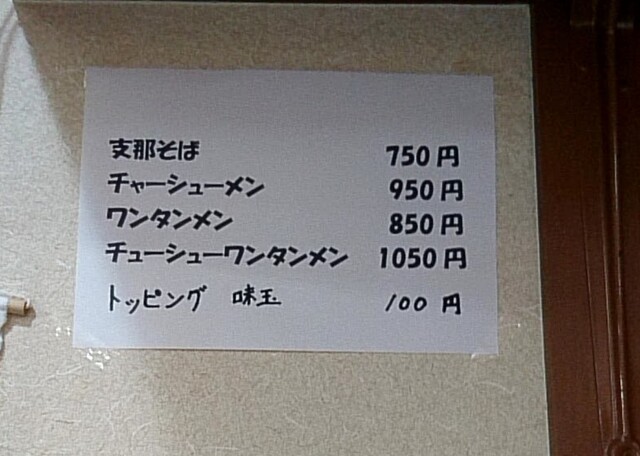 支那そば 750円
チャーシューメン 950円
ワンタンメン 850円
チューシューワンタンメン 1050円
トッピング 味玉 100円